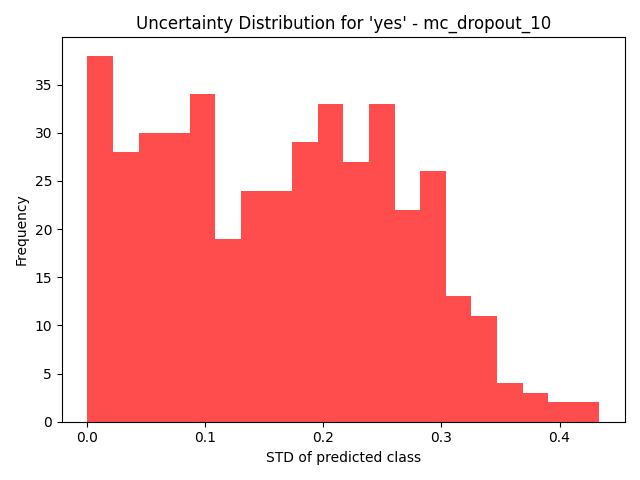 Uncertainty Distribution for 'yes' - mc_dropout_10
Frequency
35
30
25
20
15
10
5
0
0.0 0.1 0.2 0.3 0.4
STD of predicted class